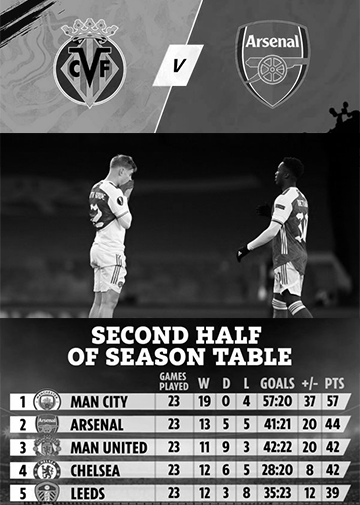 CVF
V
Arsenal
SECOND HALF
OF SEASON TABLE
GAMES PLAYED W D L GOALS +/- PTS
1 MAN CITY 23 19 0 4 57:20 37 57
2 ARSENAL 23 13 5 5 41:21 20 44
3 MAN UNITED 23 11 9 3 42:22 20 42
4 CHELSEA 23 12 6 5 28:20 8 42
5 LEEDS 23 12 3 8 35:23 12 39